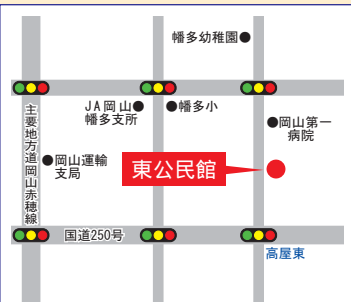 幡多幼稚園
JA岡山
幡多支所
幡多小
岡山第一
病院
主要地方道岡山赤穂線
岡山運輸
支局
東公民館
国道250号
高屋東